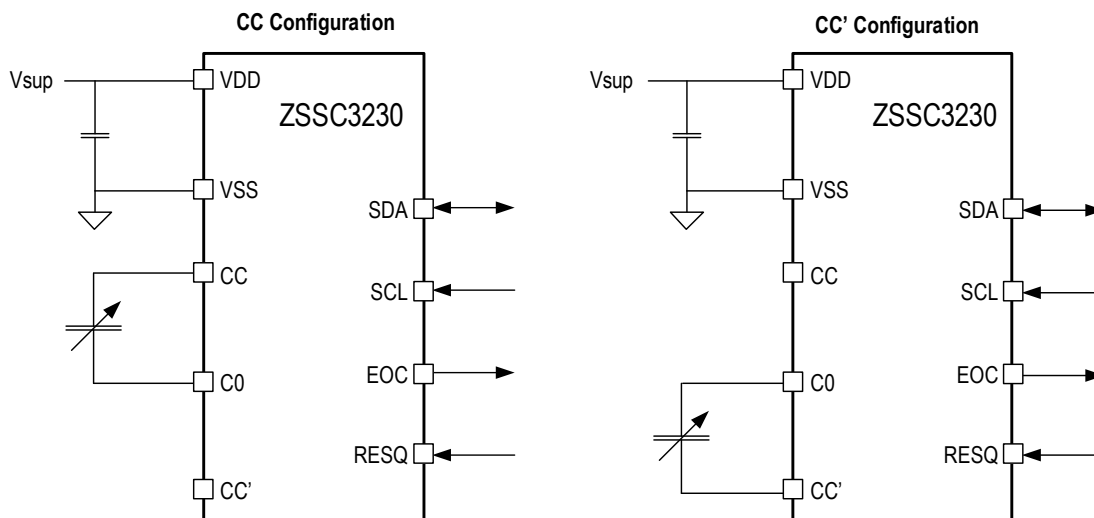 CC Configuration
Vsup
VDD
ZSSC3230
VSS
SDA
CC
SCL
C0
EOC
RESQ
CC'
CC’ Configuration
Vsup
VDD
ZSSC3230
VSS
SDA
CC
SCL
C0
EOC
RESQ
CC’